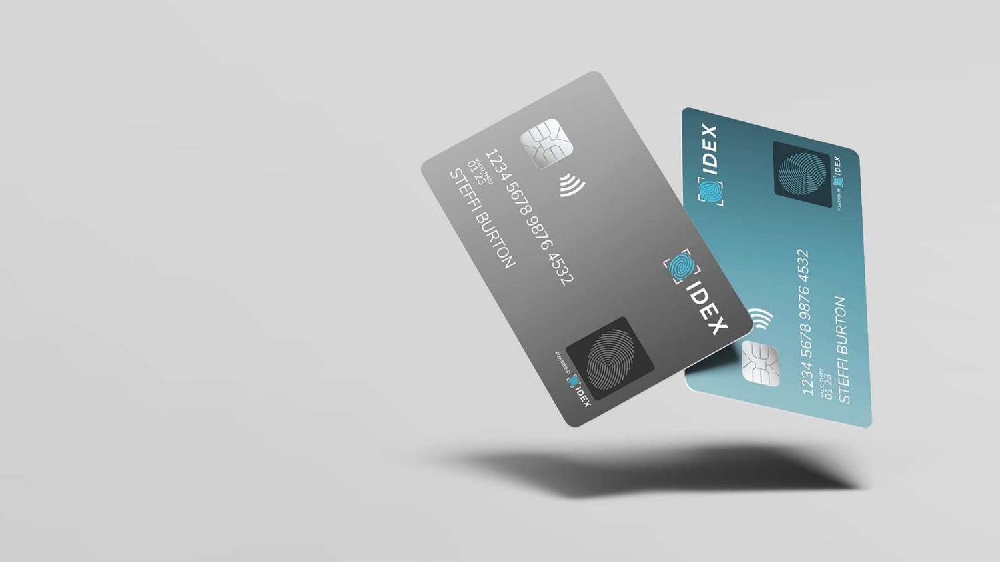 1234 5678 9876 4532
VALID THRU
01 23
STEFFI BURTON
IDEX
POWERED BY IDEX
IDEX
POWERED BY IDEX
1234 5678 9876 4532
VALID THRU
01 23
STEFFI BURTON